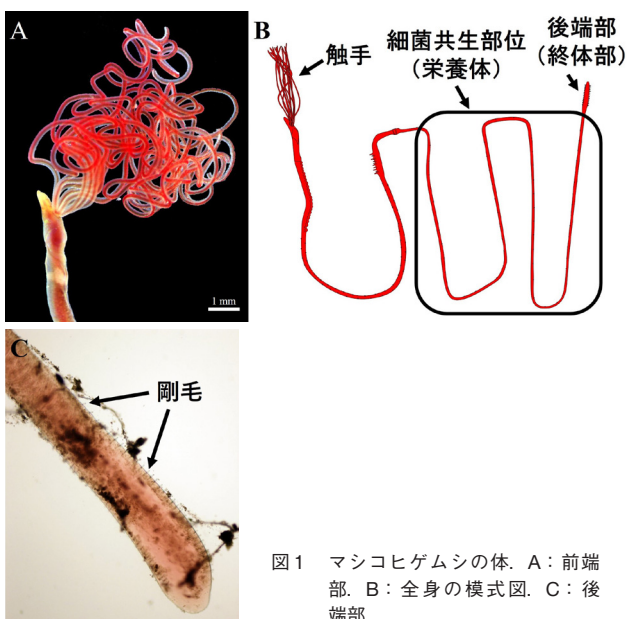 A
1 mm
B
触手
細菌共生部位
（栄養体）
後端部
（終体部）
C
剛毛
図1 マシコヒゲムシの体. A：前端
部. B：全身の模式図. C：後
端部